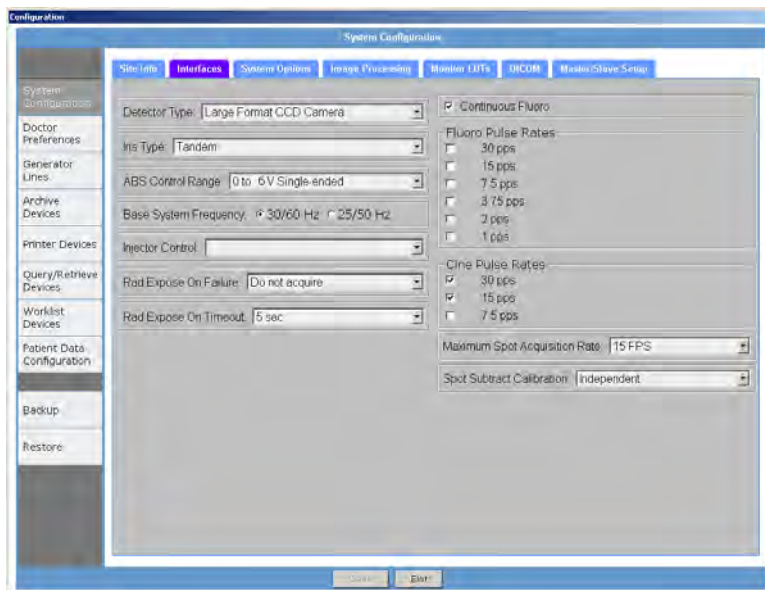 Configuration
System Configuration
Site Info
Interfaces
System Options
Image Processing
Monitor LUTs
DICOM
Master/Slave Setup
System Configuration
Doctor Preferences
Generator Lines
Archive Devices
Printer Devices
Query/Retrieve Devices
Worklist Devices
Patient Data Configuration
Backup
Restore
Detector Type: Large Format CCD Camera
Iris Type: Tandem
ABS Control Range: 0 to 6 V Single-ended
Base System Frequency: 30/60 Hz 25/50 Hz
Injector Control:
Rad Expose On Failure: Do not acquire
Rad Expose On Timeout: 5 sec
Continuous Fluoro
Fluoro Pulse Rates
30 pps
15 pps
7.5 pps
3.75 pps
2 pps
1 pps
Cine Pulse Rates
30 pps
15 pps
7.5 pps
Maximum Spot Acquisition Rate: 15 FPS
Spot Subtract Calibration: Independent
Save
Exit